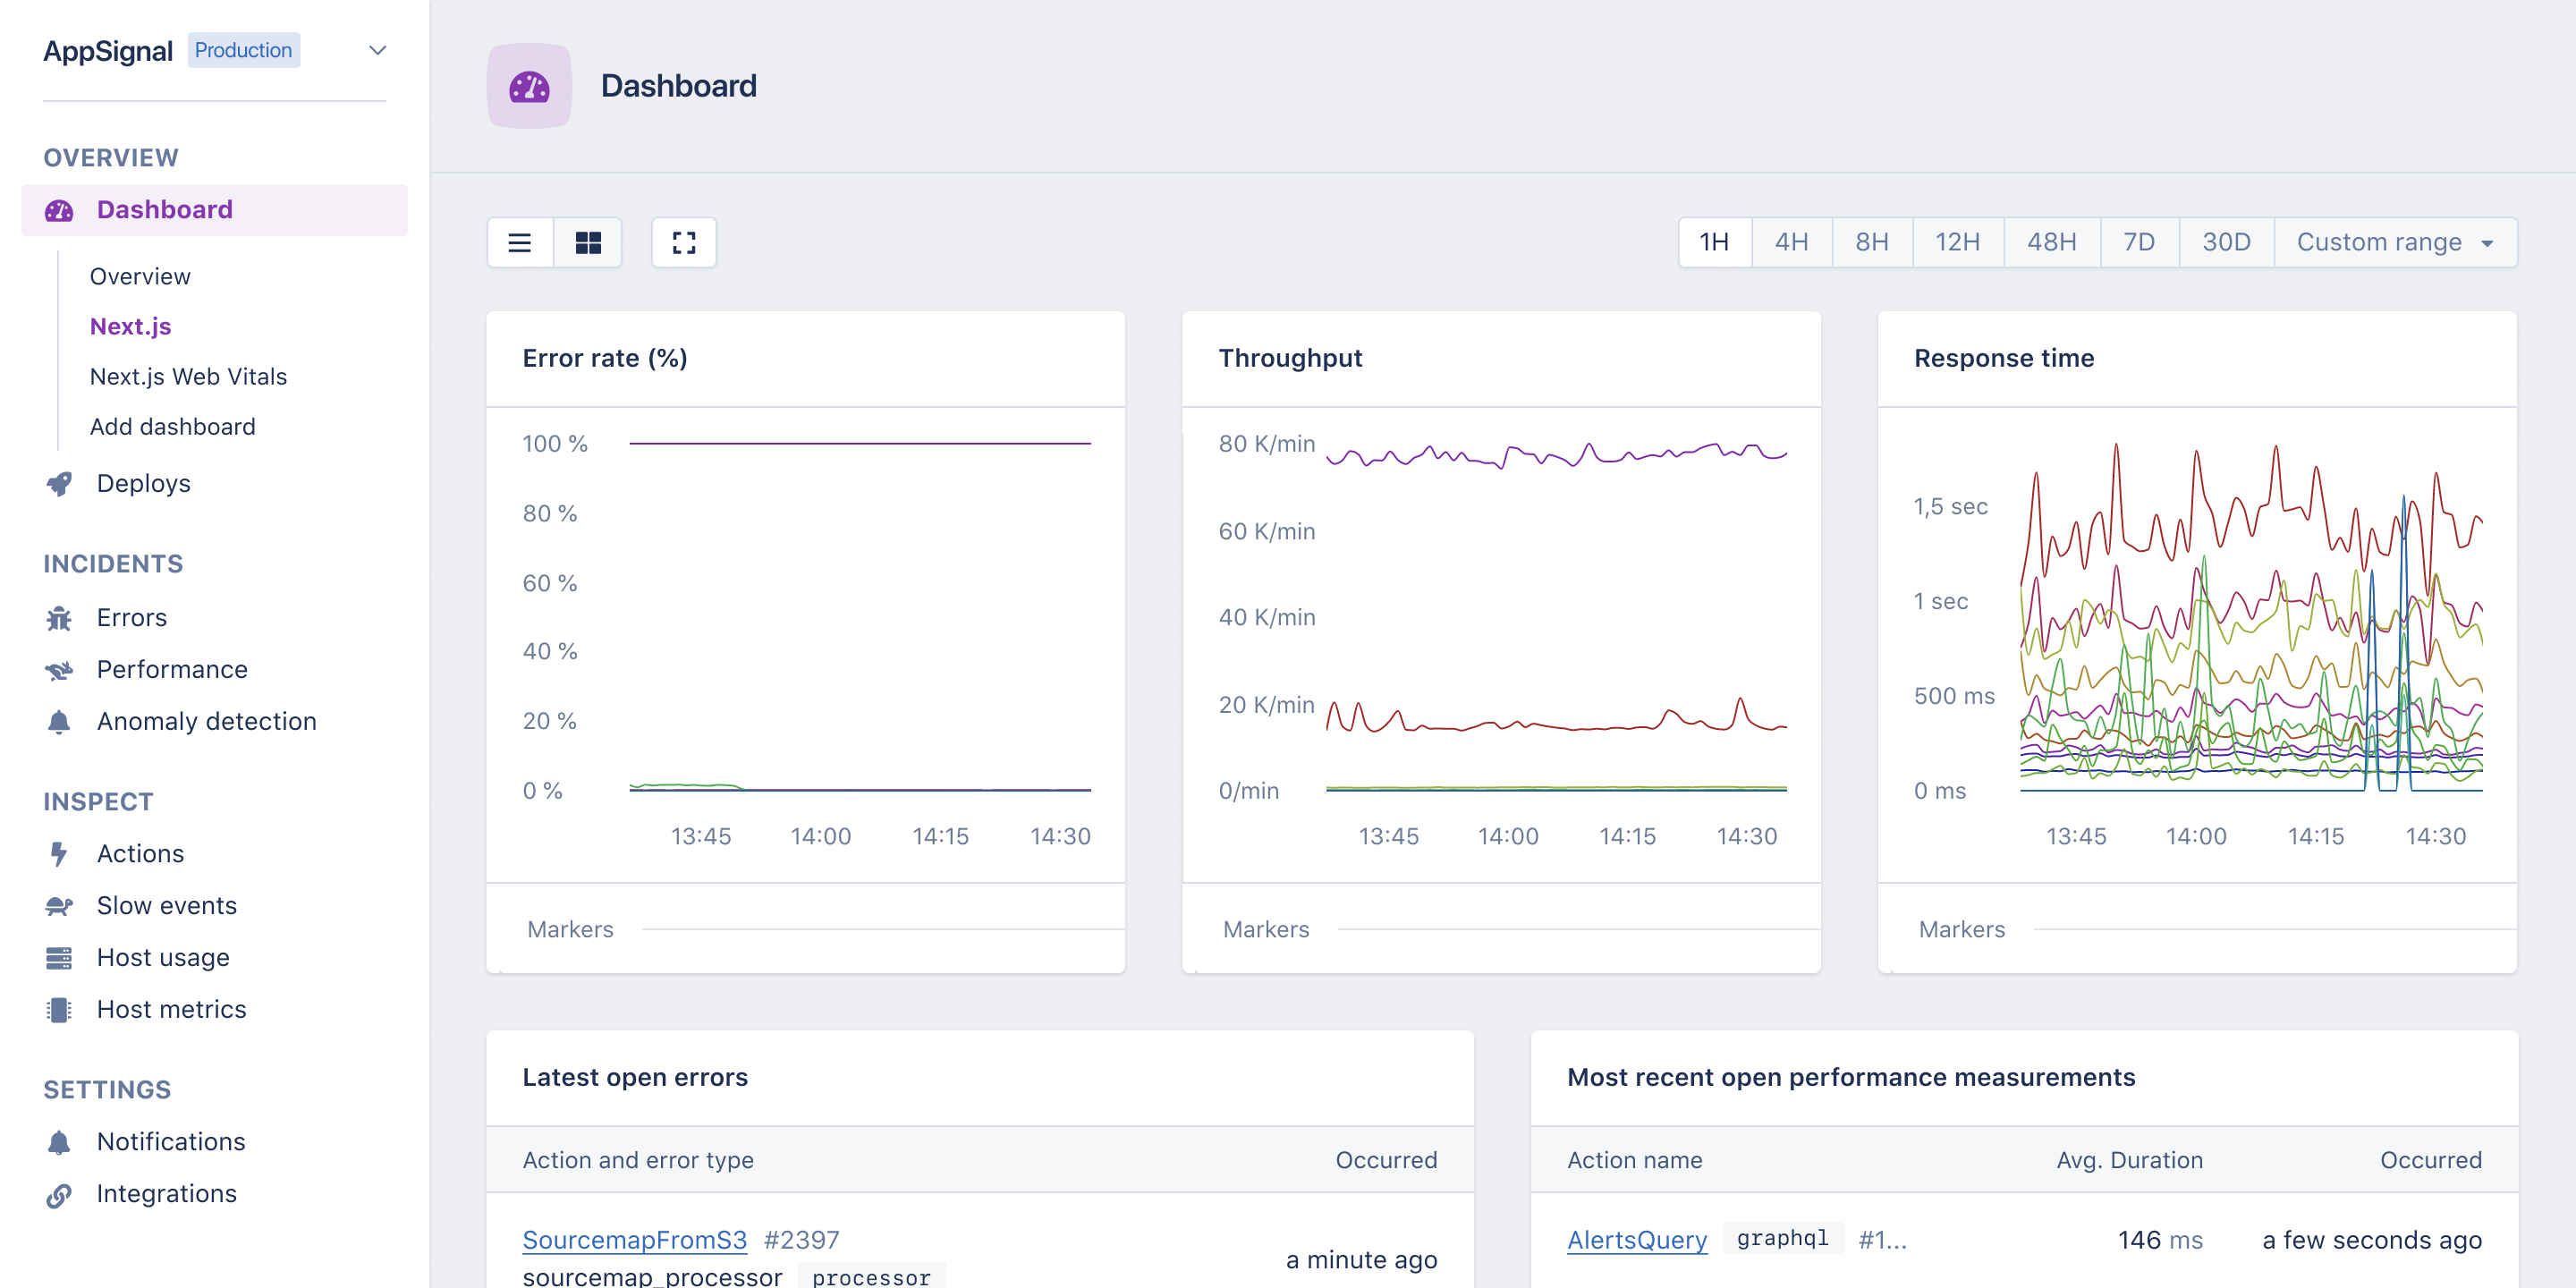 AppSignal Production
OVERVIEW
Dashboard
Overview
Next.js
Next.js Web Vitals
Add dashboard
Deploys
INCIDENTS
Errors
Performance
Anomaly detection
INSPECT
Actions
Slow events
Host usage
Host metrics
SETTINGS
Notifications
Integrations
Dashboard
1H 4H 8H 12H 48H 7D 30D Custom range
Error rate (%)
100 %
80 %
60 %
40 %
20 %
0 %
13:45 14:00 14:15 14:30
Markers
Throughput
80 K/min
60 K/min
40 K/min
20 K/min
0/min
13:45 14:00 14:15 14:30
Markers
Response time
1,5 sec
1 sec
500 ms
0 ms
13:45 14:00 14:15 14:30
Markers
Latest open errors
Action and error type Occurred
SourcemapFromS3 #2397
a minute ago
sourcemap_processor processor
Most recent open performance measurements
Action name Avg. Duration Occurred
AlertsQuery graphql #1... 146 ms a few seconds ago